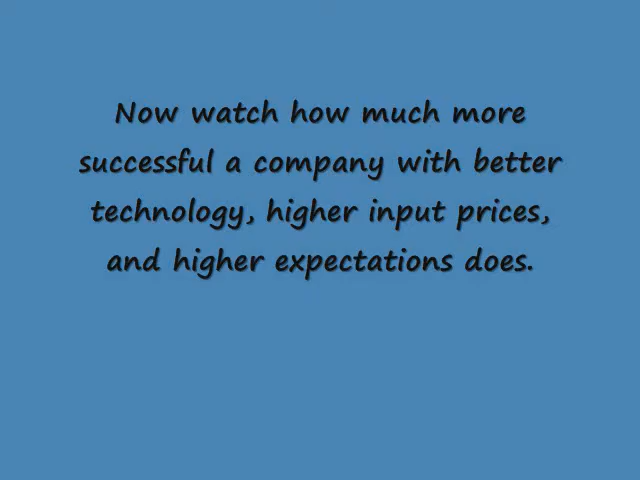 Now watch how much more
successful a company with better
technology, higher input prices,
and higher expectations does.